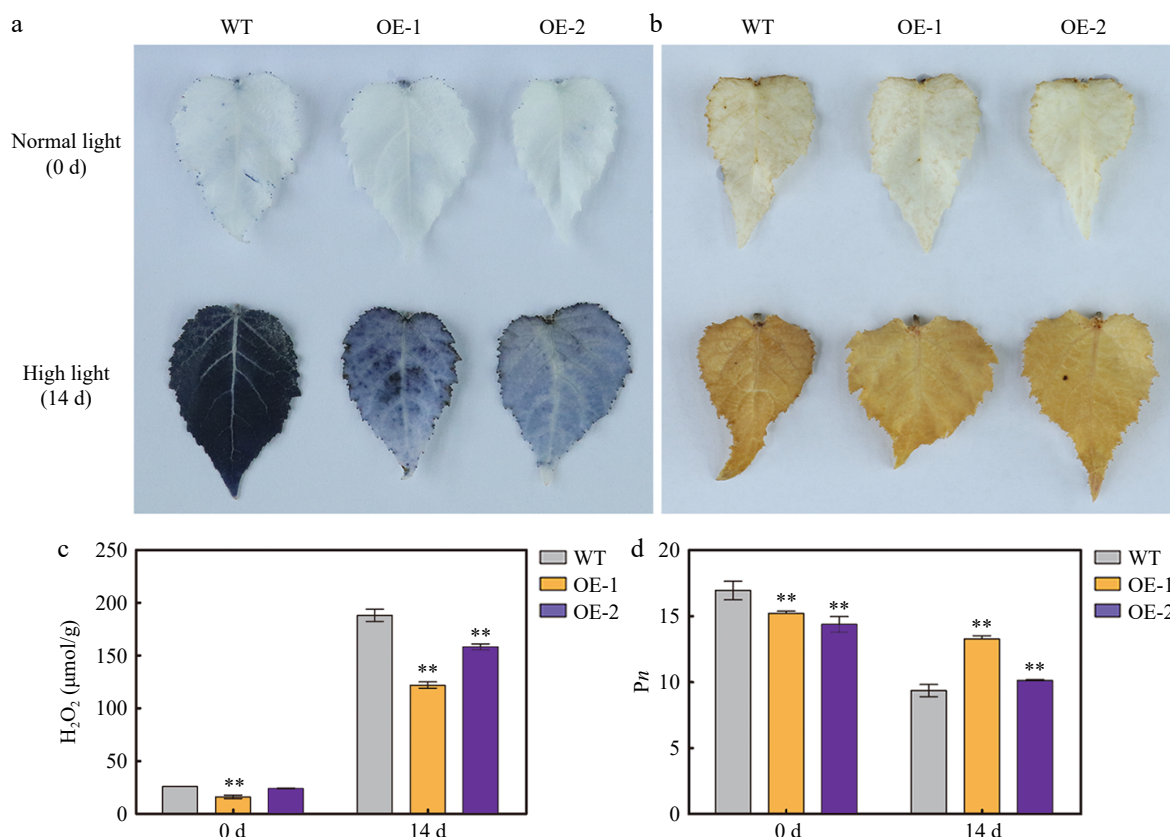 a
WT
OE-1
OE-2
b
WT
OE-1
OE-2
Normal light
(0 d)
High light
(14 d)
c
H₂O₂ (μmol/g)
250
200
150
100
50
0
**
**
**
0 d
14 d
WT
OE-1
OE-2
d
Pn
20
15
10
5
0
**
**
**
**
0 d
14 d
WT
OE-1
OE-2